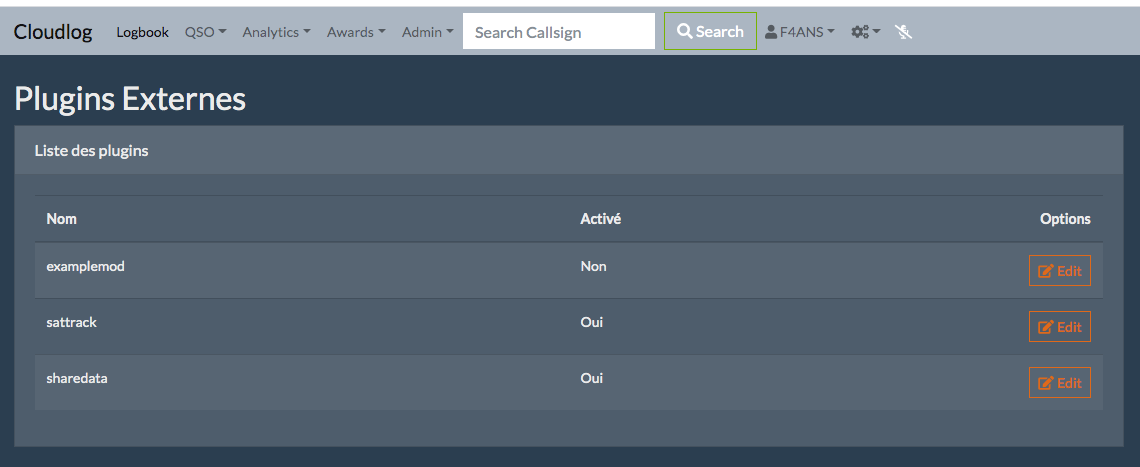 Cloudlog Logbook QSO Analytics Awards Admin Search Callsign Search F4ANS
Plugins Externes
Liste des plugins
Nom Activé Options
examplemod Non Edit
sattrack Oui Edit
sharedata Oui Edit